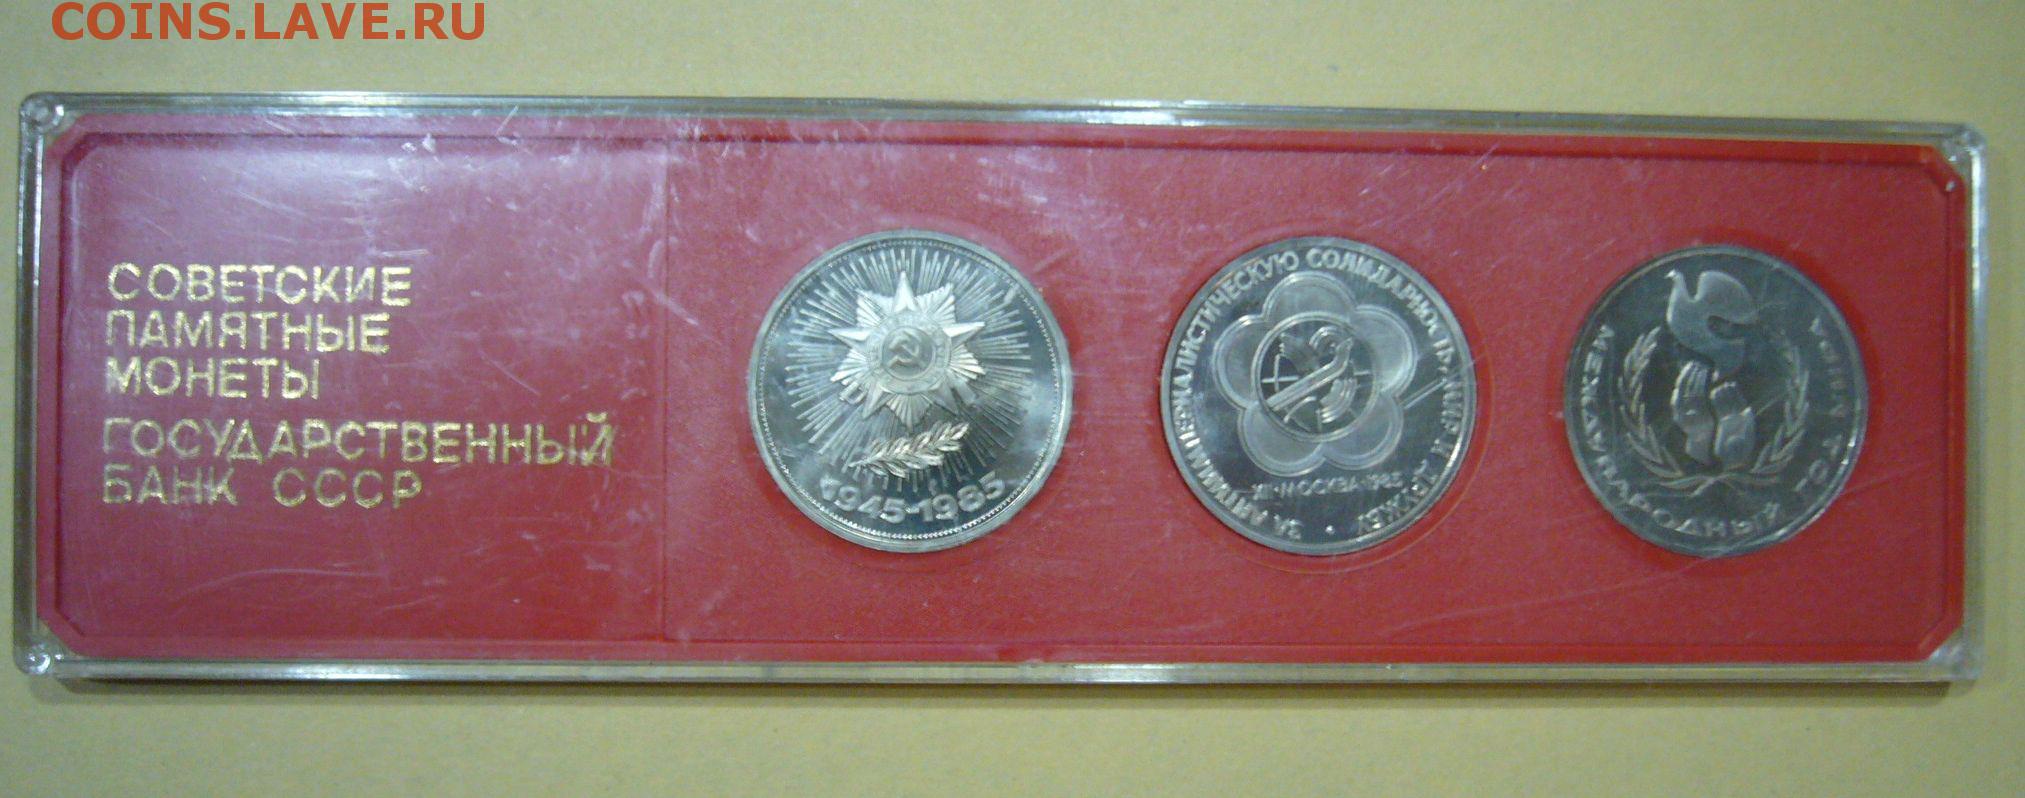 COINS.LAVE.RU
СОВЕТСКИЕ
ПАМЯТНЫЕ
МОНЕТЫ
ГОСУДАРСТВЕННЫЙ
БАНК СССР
1945-1985
ЗА АНТИИМПЕРИАЛИСТИЧЕСКУЮ СОЛИДАРНОСТЬ, МИР И ДРУЖБУ
XII·МОСКВА·1985
МЕЖДУНАРОДНЫЙ ГОД МИРА